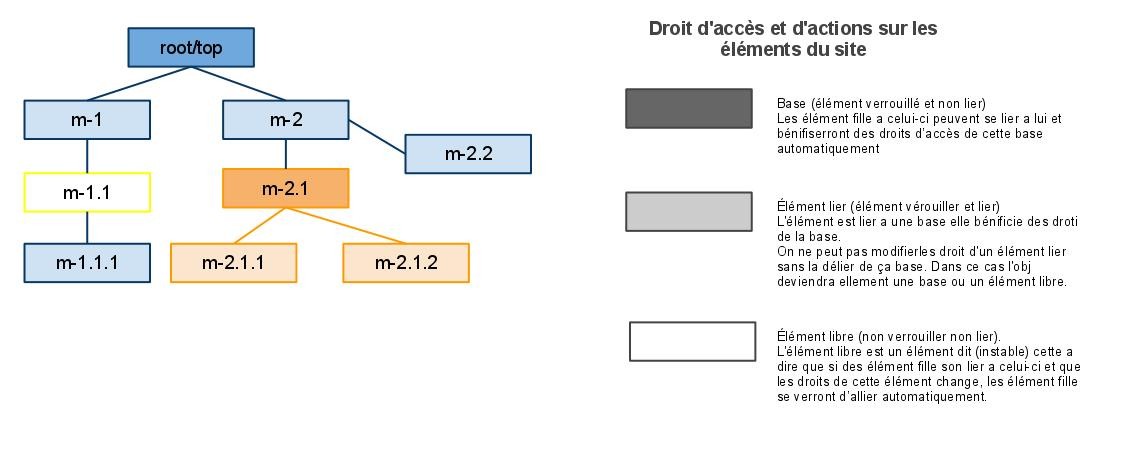 root/top
m-1
m-2
m-2.2
m-1.1
m-2.1
m-1.1.1
m-2.1.1
m-2.1.2
Droit d'accès et d'actions sur les
éléments du site
Base (élément verrouillé et non lier)
Les élément fille a celui-ci peuvent se lier a lui et
bénifiserront des droits d'accès de cette base
automatiquement
Élément lier (élément vérouiller et lier)
L'élément est lier a une base elle bénificie des droti
de la base.
On ne peut pas modifierles droit d'un élément lier
sans la délier de ça base. Dans ce cas l'obj
deviendra ellement une base ou un élément libre.
Élément libre (non verrouiller non lier).
L'élément libre est un élément dit (instable) cette a
dire que si des élément fille son lier a celui-ci et que
les droits de cette élément change, les élément fille
se verront d'allier automatiquement.